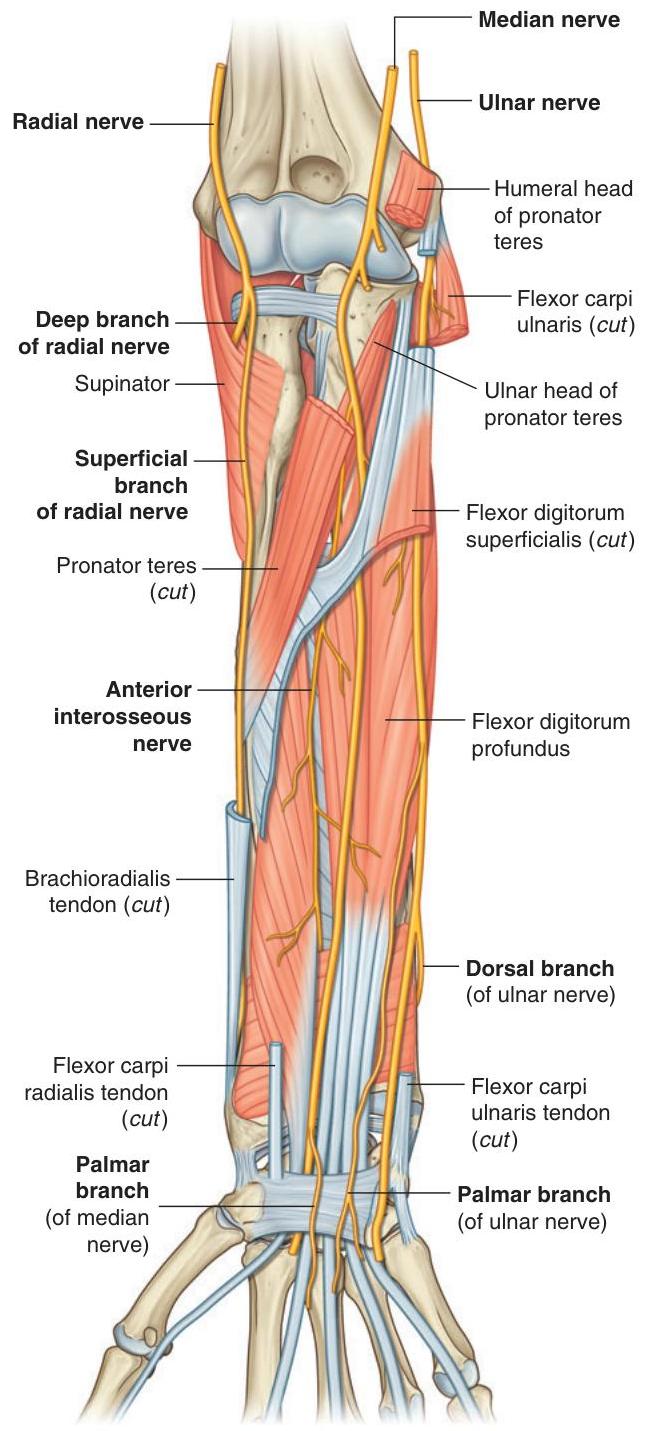 Median nerve
Ulnar nerve
Radial nerve
Humeral head
of pronator
teres
Flexor carpi
ulnaris (cut)
Deep branch
of radial nerve
Supinator
Ulnar head of
pronator teres
Superficial
branch
of radial nerve
Flexor digitorum
superficialis (cut)
Pronator teres
(cut)
Anterior
interosseous
nerve
Flexor digitorum
profundus
Brachioradialis
tendon (cut)
Dorsal branch
(of ulnar nerve)
Flexor carpi
radialis tendon
(cut)
Flexor carpi
ulnaris tendon
(cut)
Palmar
branch
(of median
nerve)
Palmar branch
(of ulnar nerve)